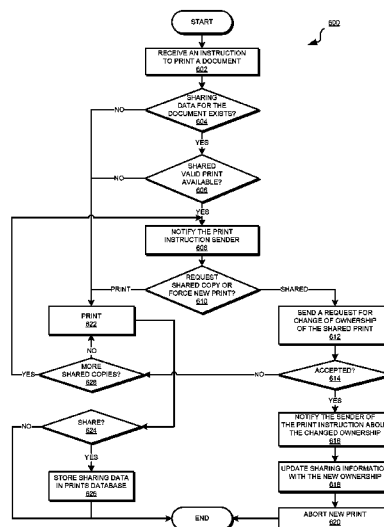 START
600
RECEIVE AN INSTRUCTION
TO PRINT A DOCUMENT
602
SHARING
DATA FOR THE
DOCUMENT EXISTS?
604
NO
YES
SHARED
VALID PRINT
AVAILABLE?
606
NO
YES
NOTIFY THE PRINT
INSTRUCTION SENDER
608
REQUEST
SHARED COPY OR
FORCE NEW PRINT?
610
PRINT
SHARED
PRINT
622
SEND A REQUEST FOR
CHANGE OF OWNERSHIP
OF THE SHARED PRINT
612
NO
MORE
SHARED COPIES?
628
YES
NO
ACCEPTED?
614
YES
SHARE?
624
NO
YES
NOTIFY THE SENDER OF
THE PRINT INSTRUCTION ABOUT
THE CHANGED OWNERSHIP
616
STORE SHARING DATA
IN PRINTS DATABASE
626
UPDATE SHARING INFORMATION
WITH THE NEW OWNERSHIP
618
END
ABORT NEW PRINT
620